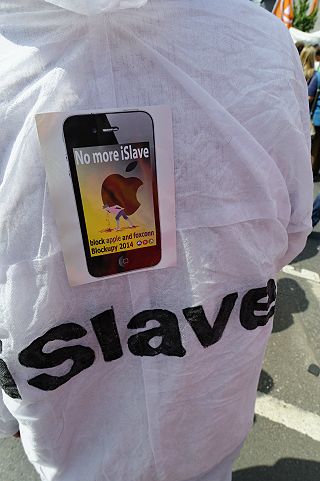 No more iSlave
block apple and foxconn
Blockupy 2014
iSlave